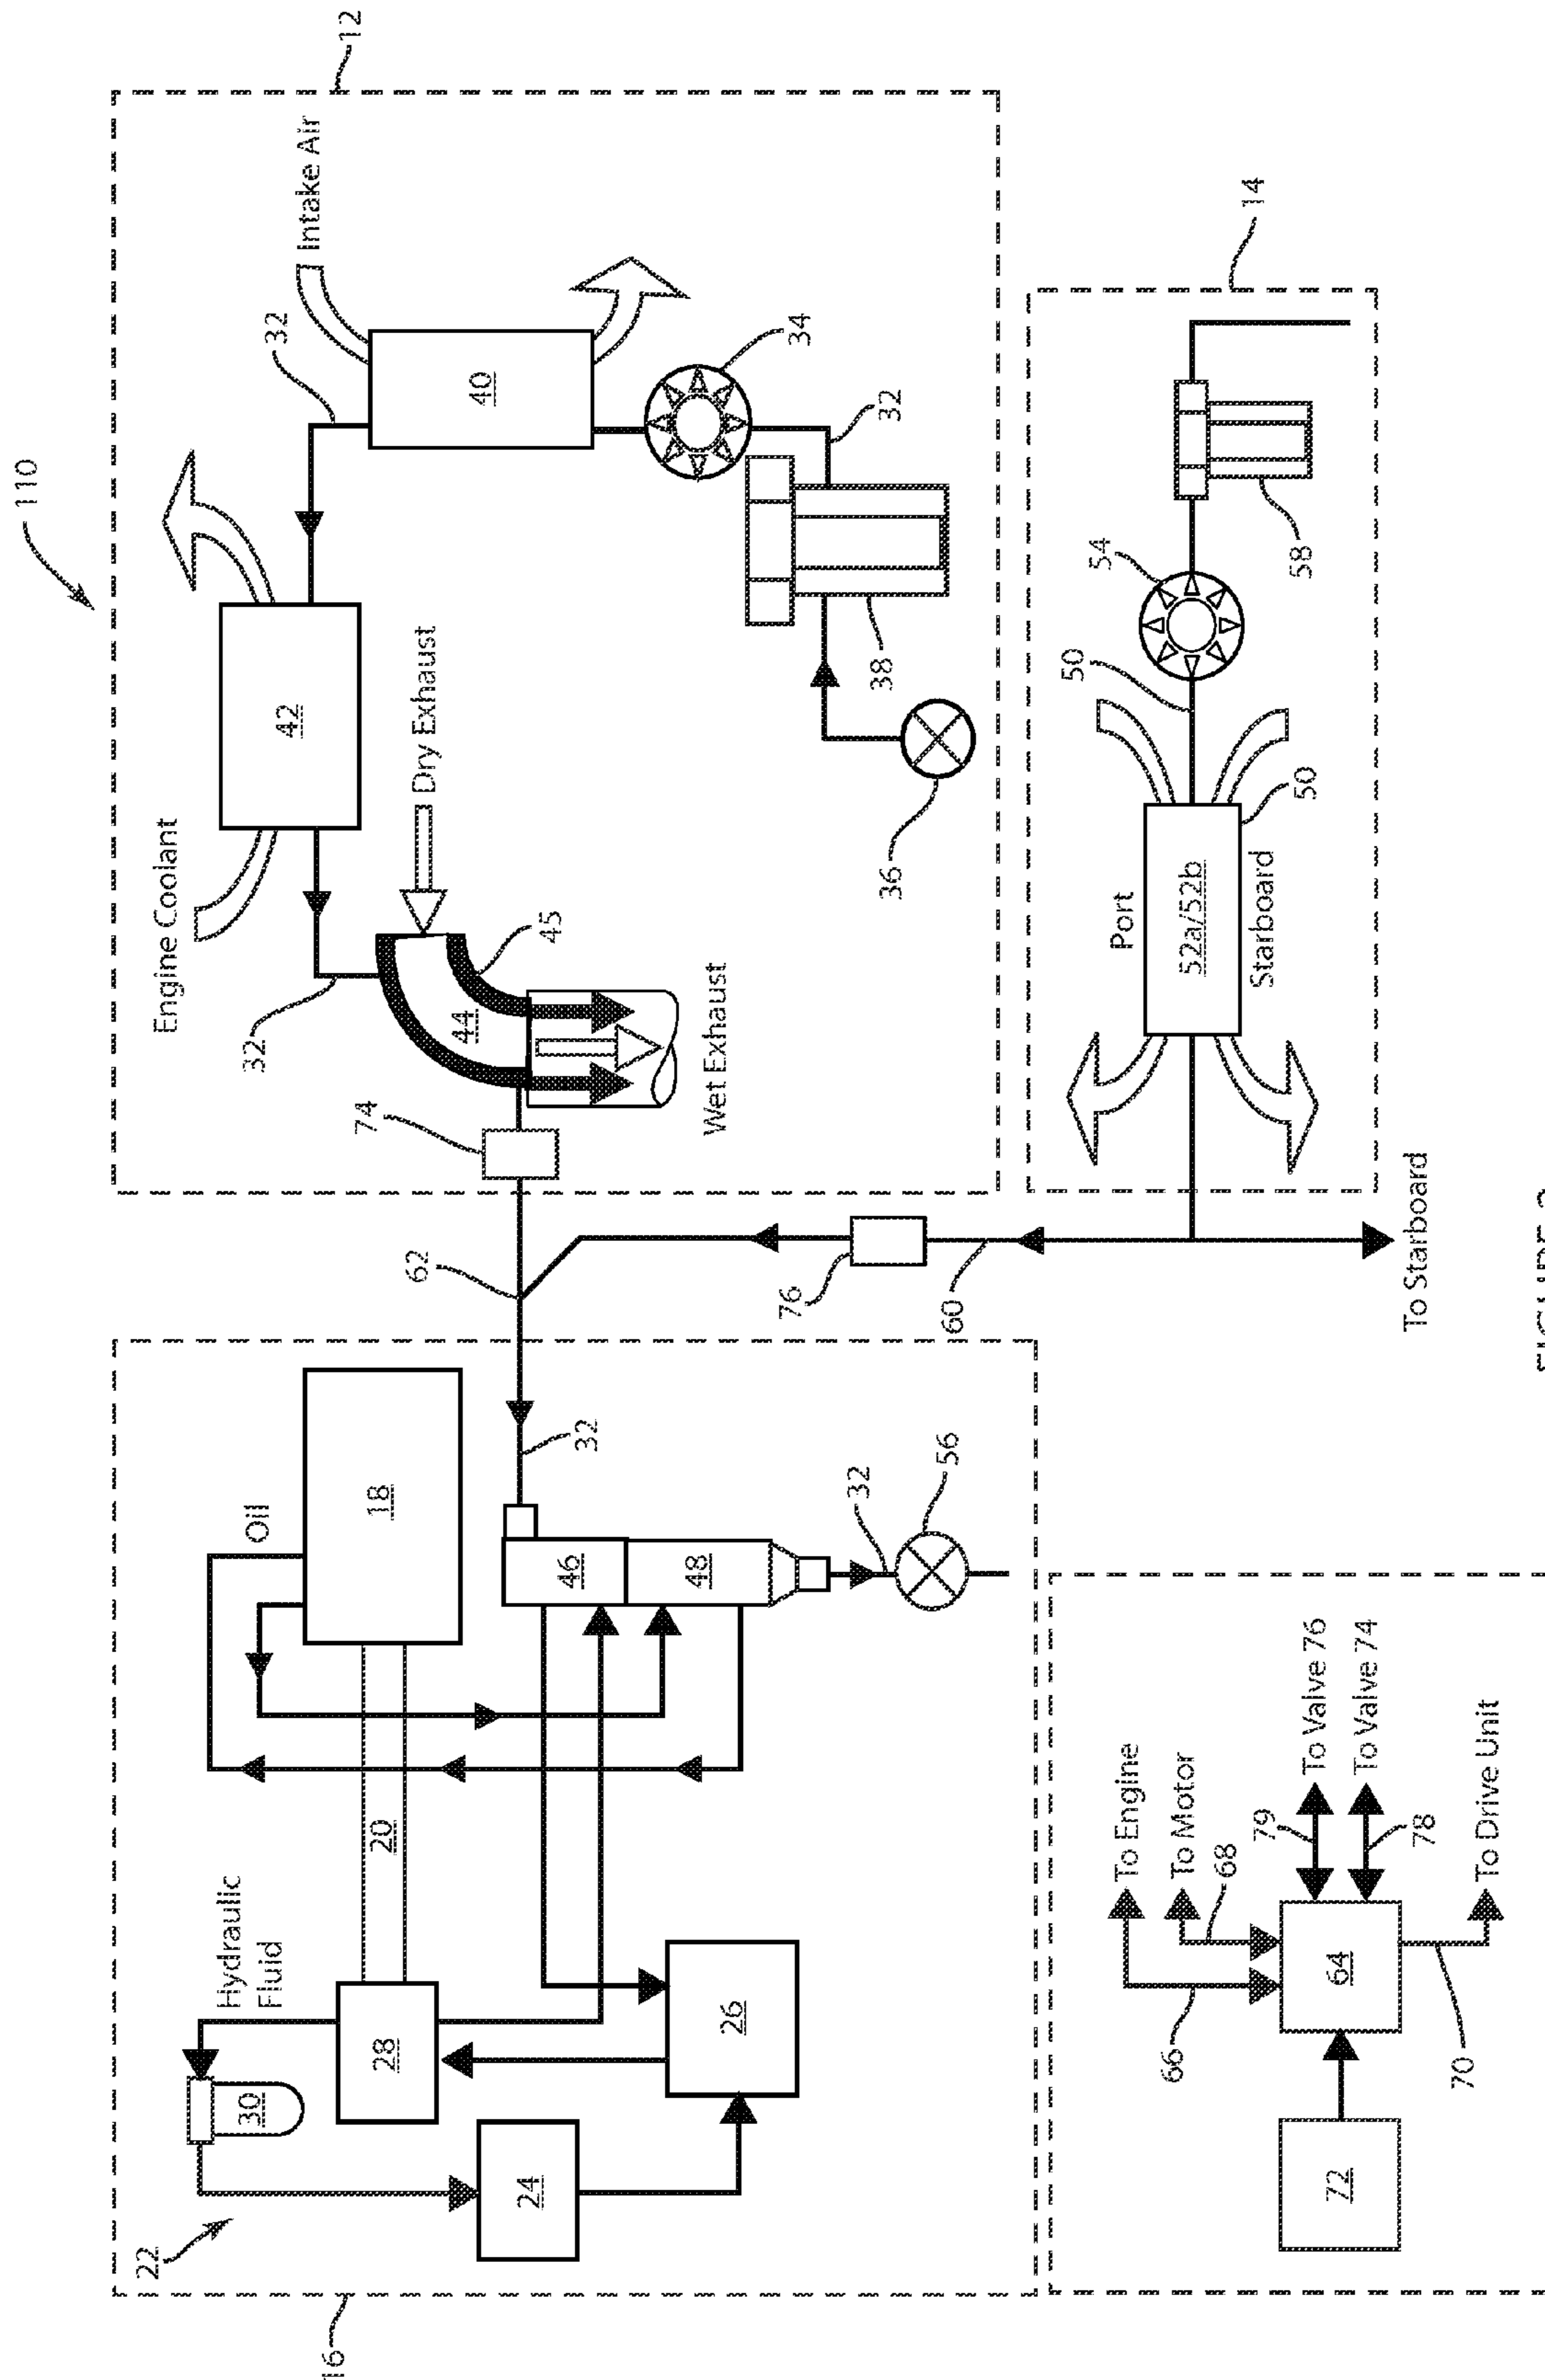 110
16
22
Hydraulic
Fluid
30
28
24
20
26
Oil
18
46
48
32
56
62
76
60
To Starboard
12
Engine Coolant
42
32
Intake Air
32
40
Dry Exhaust
44
45
74
Wet Exhaust
34
32
38
36
14
Port
52a/52b
Starboard
50
50
54
58
To Engine
To Motor
66
68
79
To Valve 76
To Valve 74
78
72
64
70
To Drive Unit